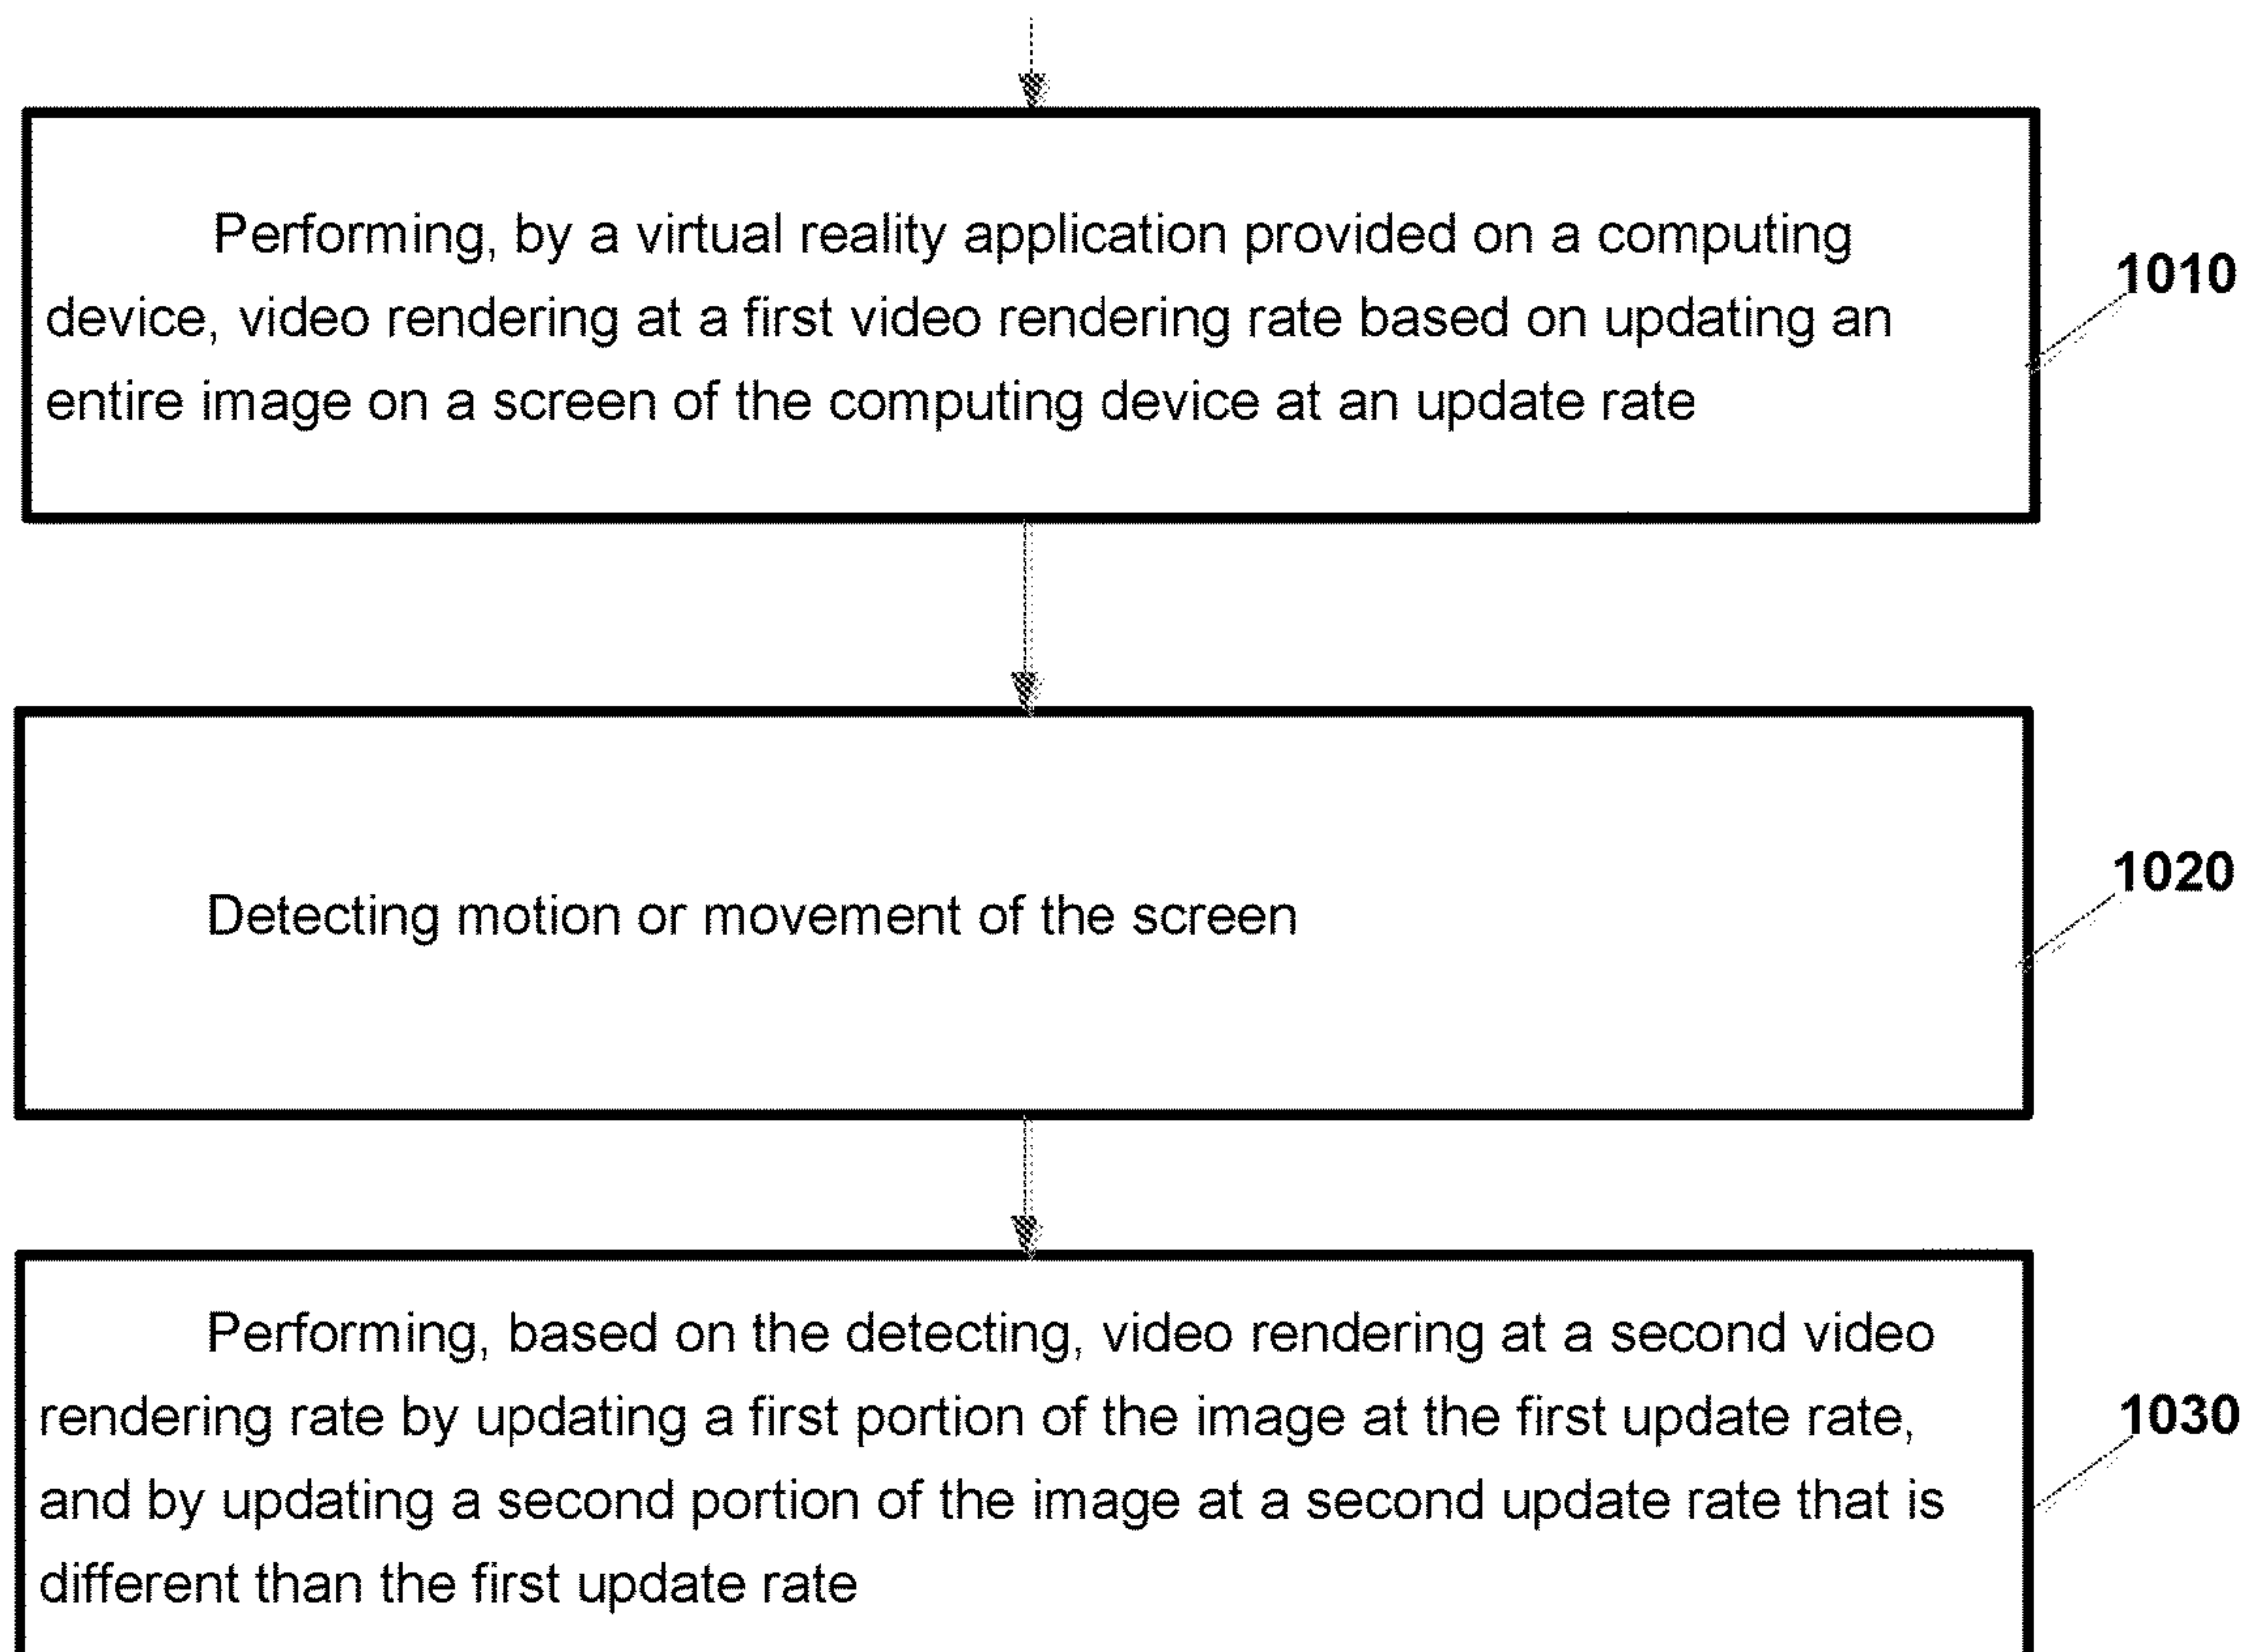 Performing, by a virtual reality application provided on a computing
device, video rendering at a first video rendering rate based on updating an
entire image on a screen of the computing device at an update rate
1010
Detecting motion or movement of the screen
1020
Performing, based on the detecting, video rendering at a second video
rendering rate by updating a first portion of the image at the first update rate,
and by updating a second portion of the image at a second update rate that is
different than the first update rate
1030